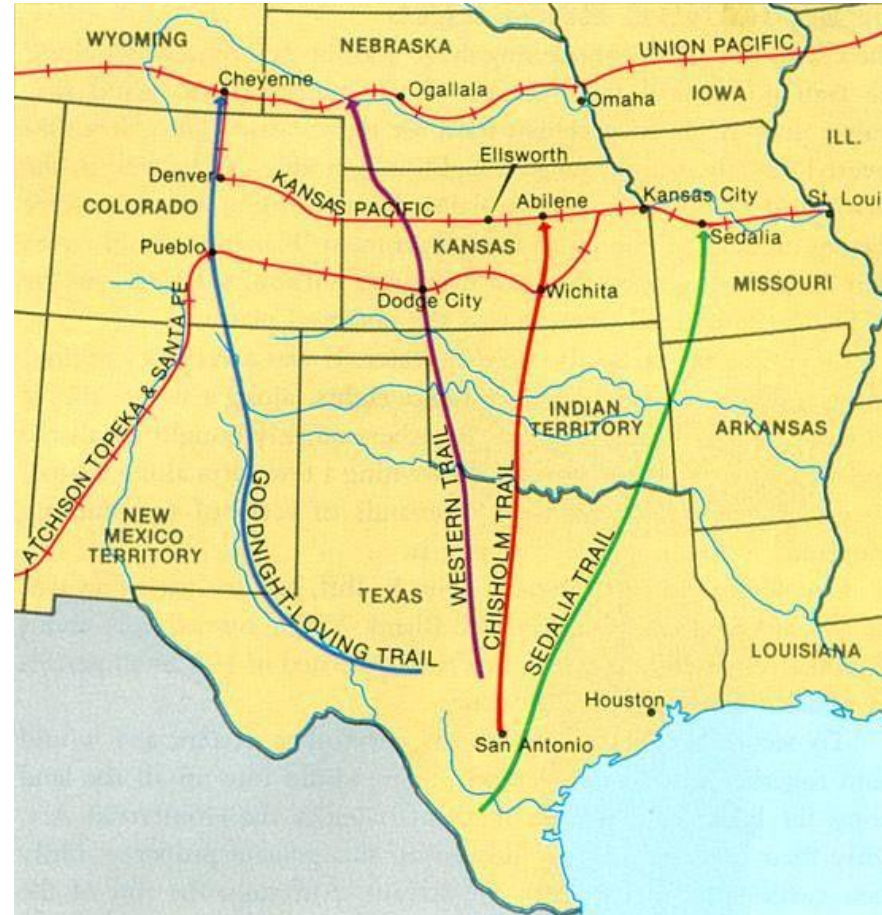 WYOMING
NEBRASKA
UNION PACIFIC
Cheyenne
Ogallala
Omaha
IOWA
ILL.
Ellsworth
Denver
KANSAS PACIFIC
Abilene
Kansas City
St. Loui
COLORADO
Pueblo
KANSAS
Sedalia
MISSOURI
Dodge City
Wichita
ATCHISON TOPEKA & SANTA FE
INDIAN
TERRITORY
ARKANSAS
GOODNIGHT-LOVING TRAIL
WESTERN TRAIL
CHISHOLM TRAIL
SEDALIA TRAIL
NEW
MEXICO
TERRITORY
TEXAS
LOUISIANA
Houston
San Antonio